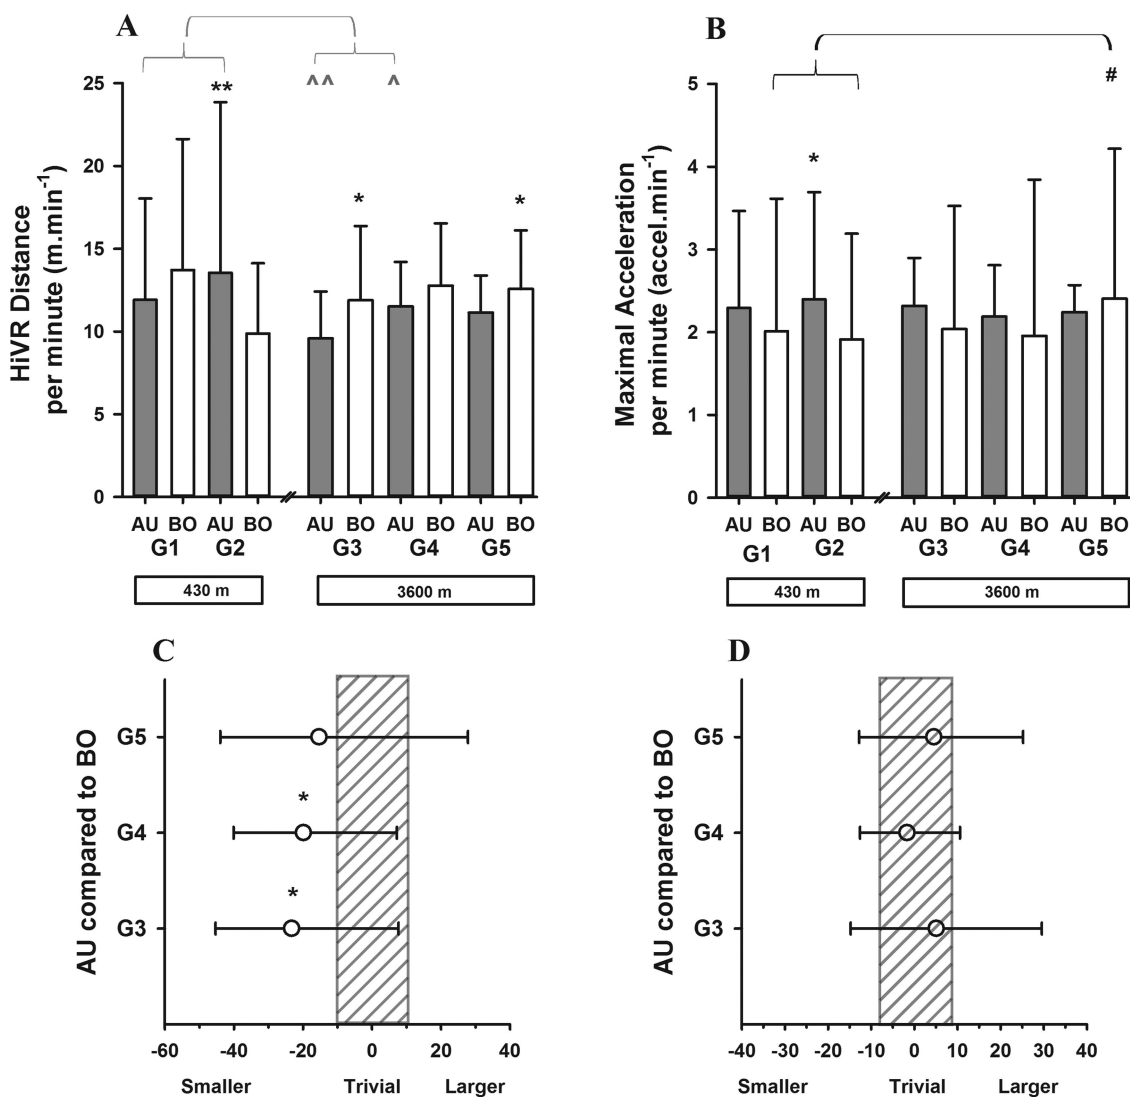 A
^^ ^
**
* *
25
20
15
10
5
0
HiVR Distance
per minute (m.min-1)
AU BO AU BO AU BO AU BO AU BO
G1 G2 G3 G4 G5
430 m 3600 m
B
#
*
5
4
3
2
1
0
Maximal Acceleration
per minute (accel.min-1)
AU BO AU BO AU BO AU BO AU BO
G1 G2 G3 G4 G5
430 m 3600 m
C
AU compared to BO
G5
*
G4
*
G3
-60 -40 -20 0 20 40
Smaller Trivial Larger
D
AU compared to BO
G5
G4
G3
-40 -30 -20 -10 0 10 20 30 40
Smaller Trivial Larger